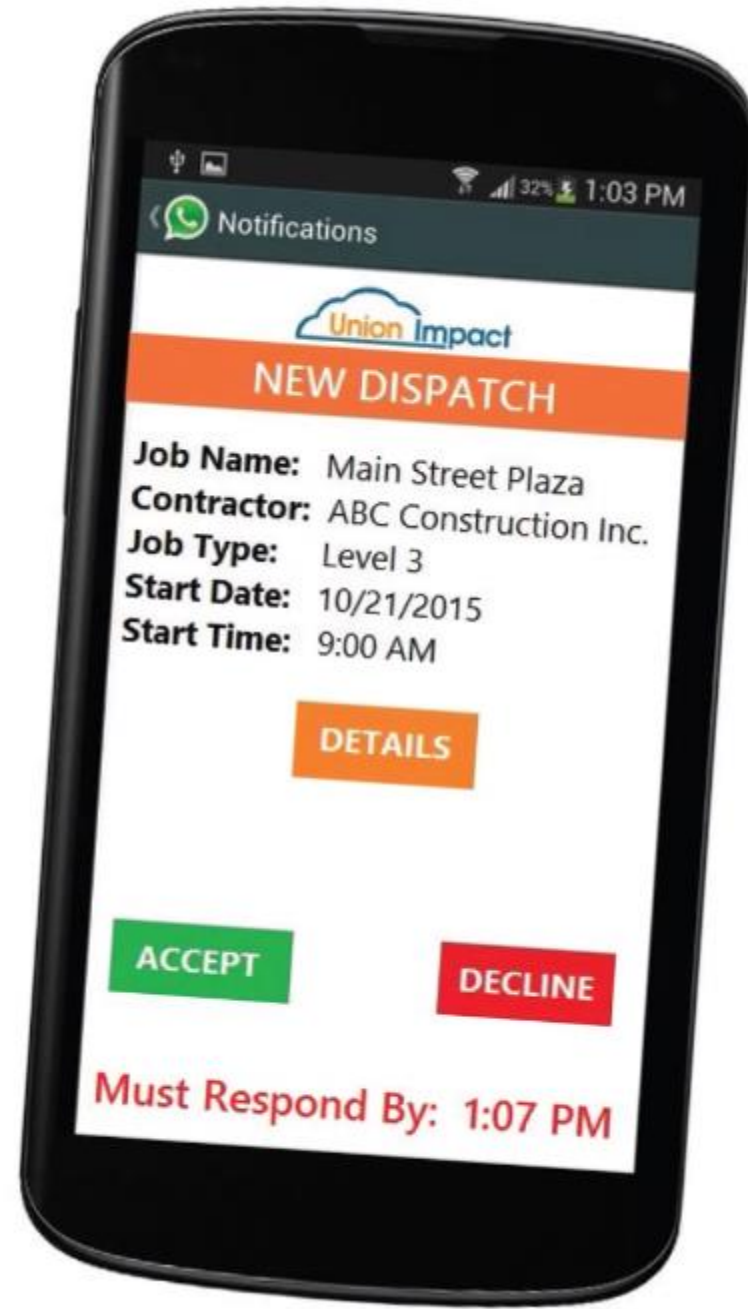 32% 1:03 PM
Notifications
Union Impact
NEW DISPATCH
Job Name: Main Street Plaza
Contractor: ABC Construction Inc.
Job Type: Level 3
Start Date: 10/21/2015
Start Time: 9:00 AM
DETAILS
ACCEPT
DECLINE
Must Respond By: 1:07 PM